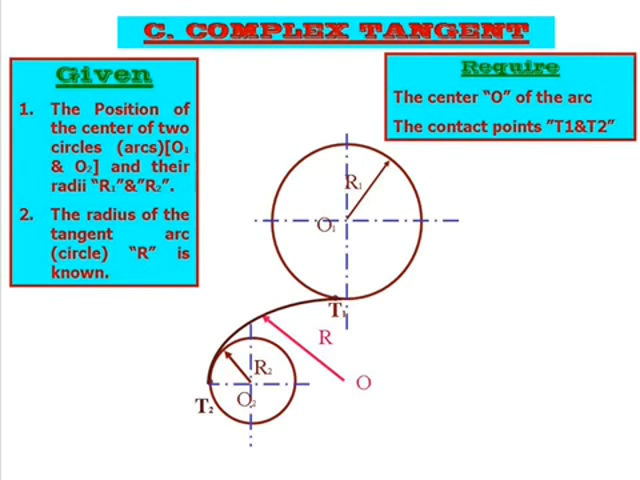 C. COMPLEX TANGENT
Given
1. The Position of
the center of two
circles (arcs)[O1
& O2] and their
radii “R1”&”R2”.
2. The radius of the
tangent arc
(circle) “R” is
known.
Require
The center “O” of the arc
The contact points ”T1&T2”
R1
O1
T1
R
R2
O
O2
T2